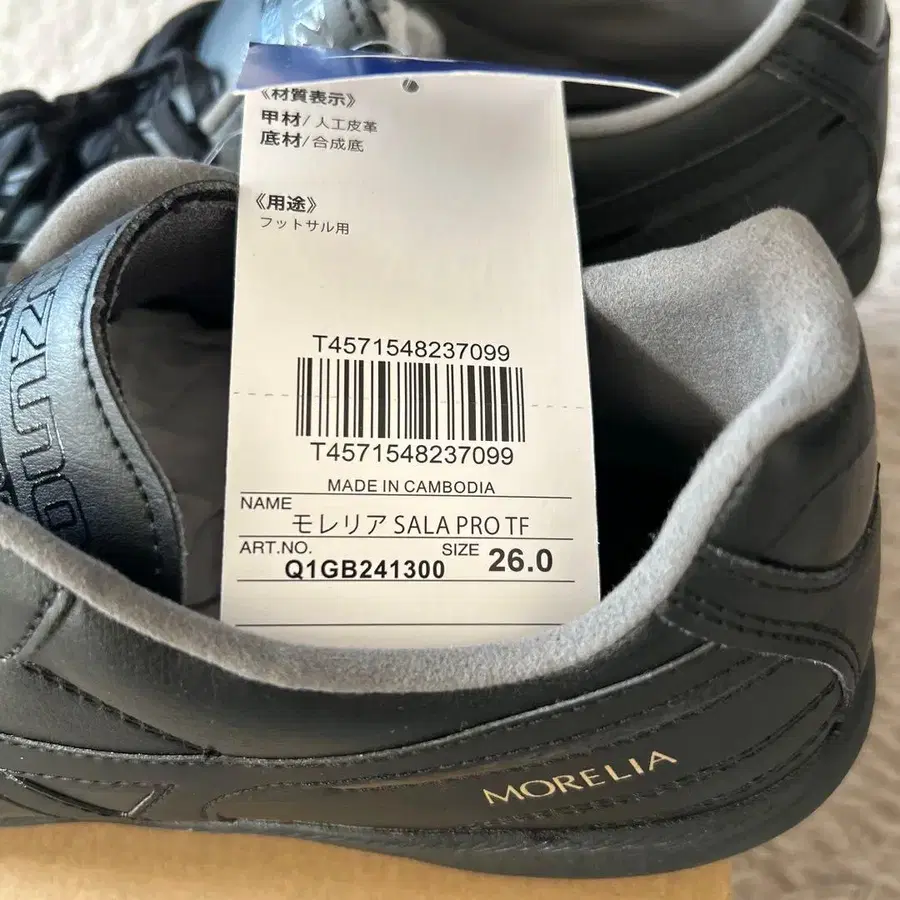 《材質表示》
甲材/人工皮革
底材/合成底
《用途》
フットサル用
T4571548237099
T4571548237099
MADE IN CAMBODIA
NAME
モレリア SALA PRO TF
ART.NO. SIZE
Q1GB241300 26.0
MORELIA